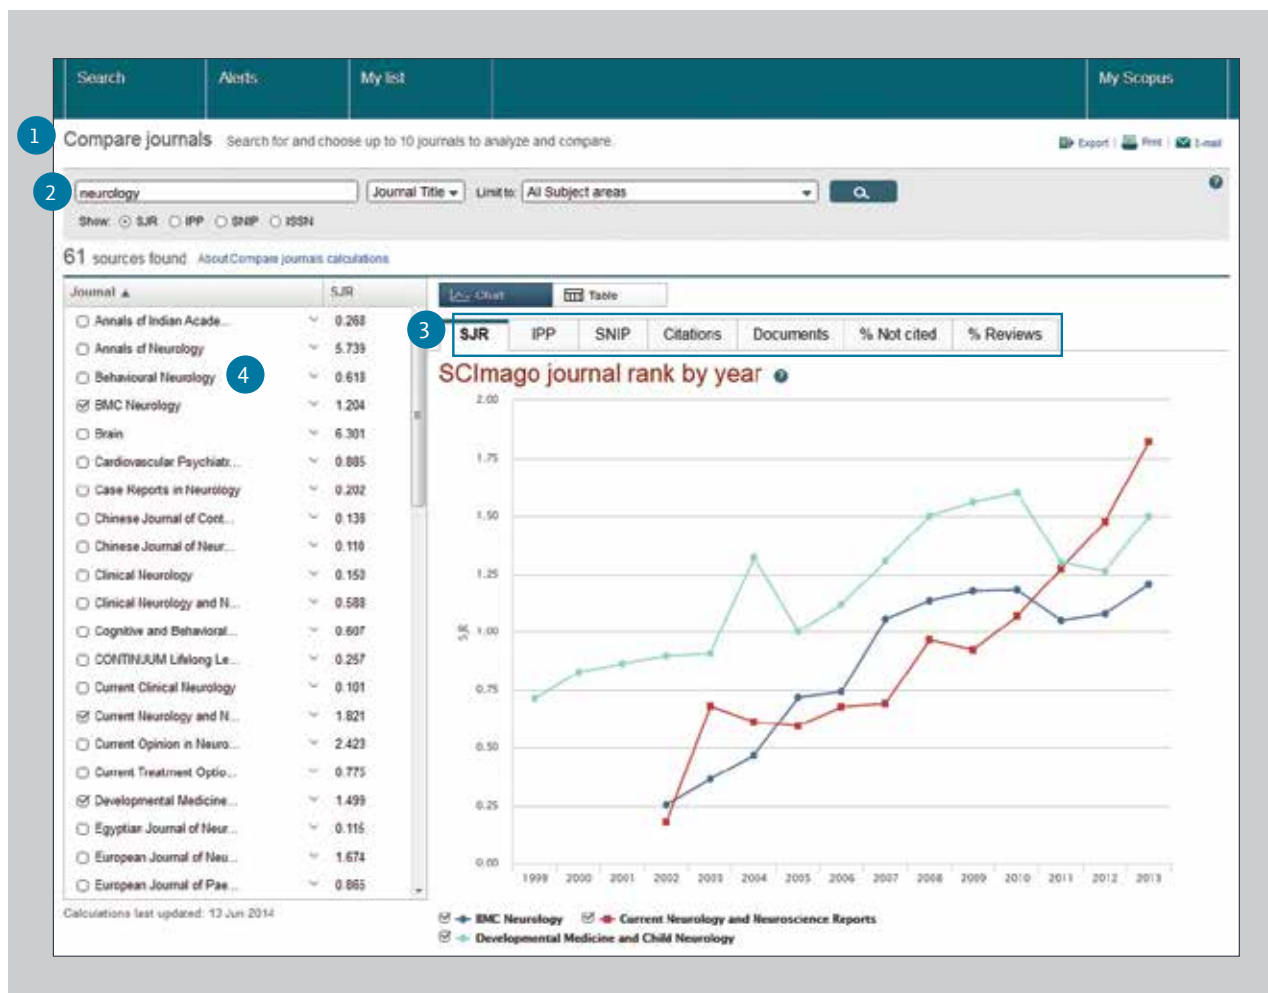 Search Alerts My list My Scopus
1 Compare journals Search for and choose up to 10 journals to analyze and compare. Export | Print | E-mail
2 neurology Journal Title Limit to: All Subject areas
Show: SJR IPP SNIP ISSN
61 sources found About Compare journals calculations
Journal SJR
Chart Table
3 SJR IPP SNIP Citations Documents % Not cited % Reviews
SCImago journal rank by year
Annals of Indian Acade... 0.268
Annals of Neurology 5.739
Behavioural Neurology 4 0.613
BMC Neurology 1.204
Brain 6.301
Cardiovascular Psychiatr... 0.885
Case Reports in Neurology 0.202
Chinese Journal of Cont... 0.136
Chinese Journal of Neur... 0.110
Clinical Neurology 0.153
Clinical Neurology and N... 0.588
Cognitive and Behavioral... 0.607
CONTINUUM Lifelong Le... 0.257
Current Clinical Neurology 0.101
Current Neurology and N... 1.821
Current Opinion in Neuro... 2.423
Current Treatment Optio... 0.775
Developmental Medicine... 1.499
Egyptian Journal of Neur... 0.115
European Journal of Neu... 1.674
European Journal of Pae... 0.865
Calculations last updated: 13 Jun 2014
2.00
1.75
1.50
1.25
1.00
0.75
0.50
0.25
0.00
SJR
1999 2000 2001 2002 2003 2004 2005 2006 2007 2008 2009 2010 2011 2012 2013
BMC Neurology Current Neurology and Neuroscience Reports
Developmental Medicine and Child Neurology